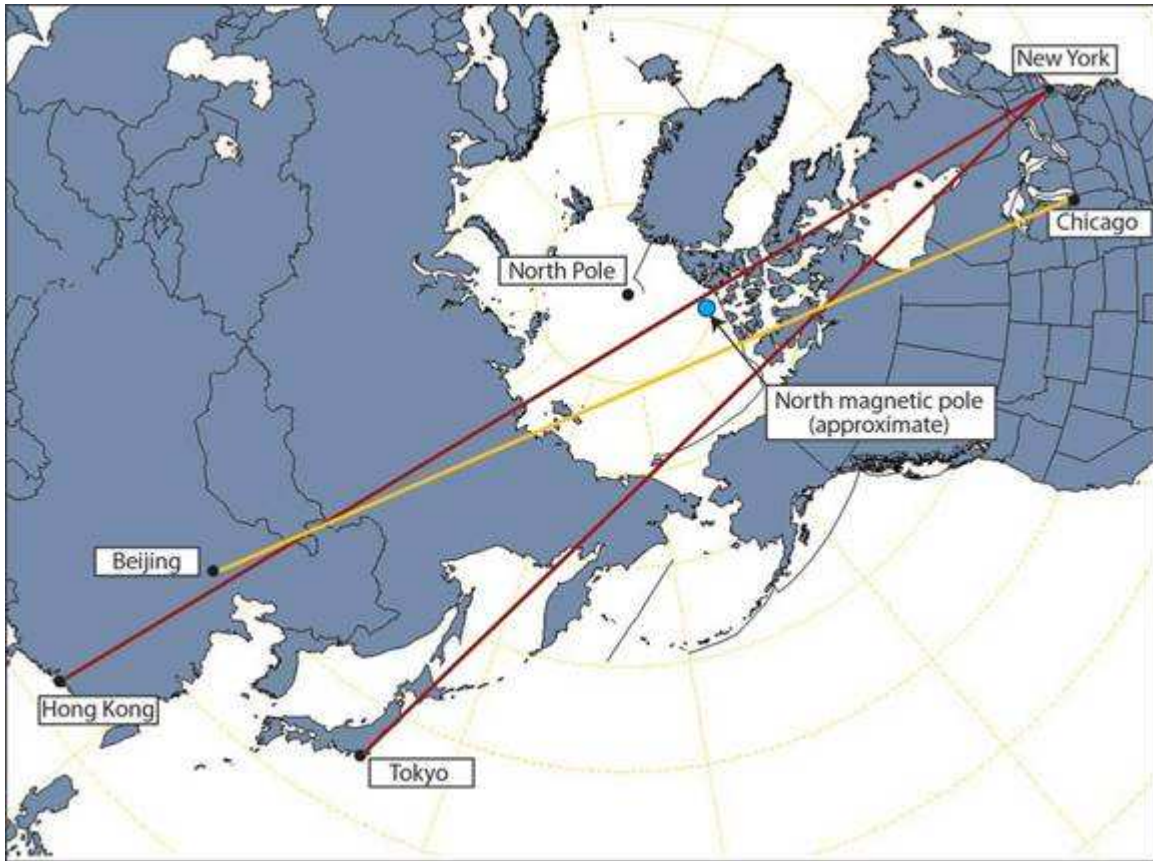 New York
Chicago
North Pole
North magnetic pole
(approximate)
Beijing
Hong Kong
Tokyo